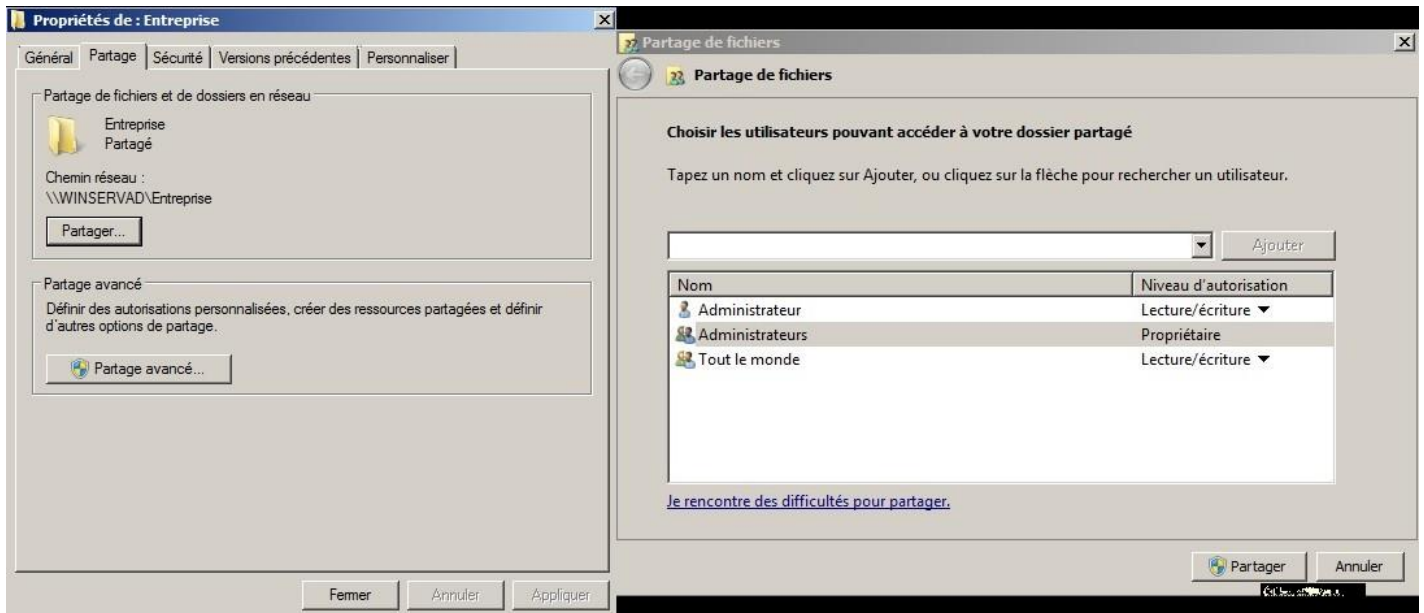 Propriétés de : Entreprise
Général Partage Sécurité Versions précédentes Personnaliser
Partage de fichiers et de dossiers en réseau
Entreprise
Partagé
Chemin réseau :
\\WINSERVAD\Entreprise
Partager...
Partage avancé
Définir des autorisations personnalisées, créer des ressources partagées et définir
d'autres options de partage.
Partage avancé...
Fermer Annuler Appliquer
Partage de fichiers
Partage de fichiers
Choisir les utilisateurs pouvant accéder à votre dossier partagé
Tapez un nom et cliquez sur Ajouter, ou cliquez sur la flèche pour rechercher un utilisateur.
Ajouter
Nom Niveau d'autorisation
Administrateur Lecture/écriture
Administrateurs Propriétaire
Tout le monde Lecture/écriture
Je rencontre des difficultés pour partager.
Partager Annuler